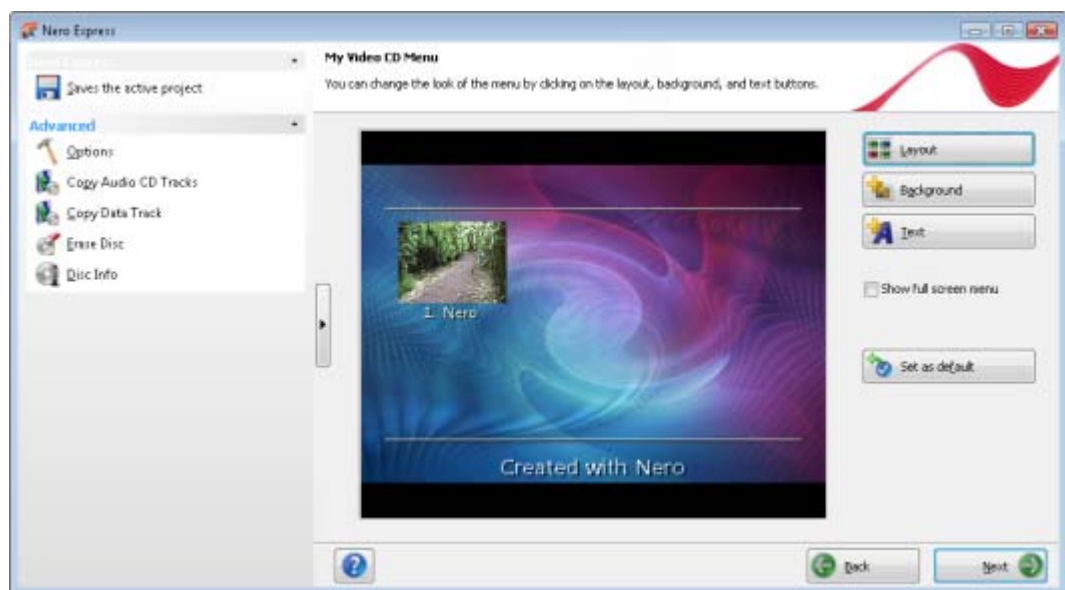 Nero Express
Saves the active project
Advanced
Options
Copy Audio CD Tracks
Copy Data Track
Erase Disc
Disc Info
My Video CD Menu
You can change the look of the menu by clicking on the layout, background, and text buttons.
1. Nero
Created with Nero
Layout
Background
Text
Show full screen menu
Set as default
Back
Next